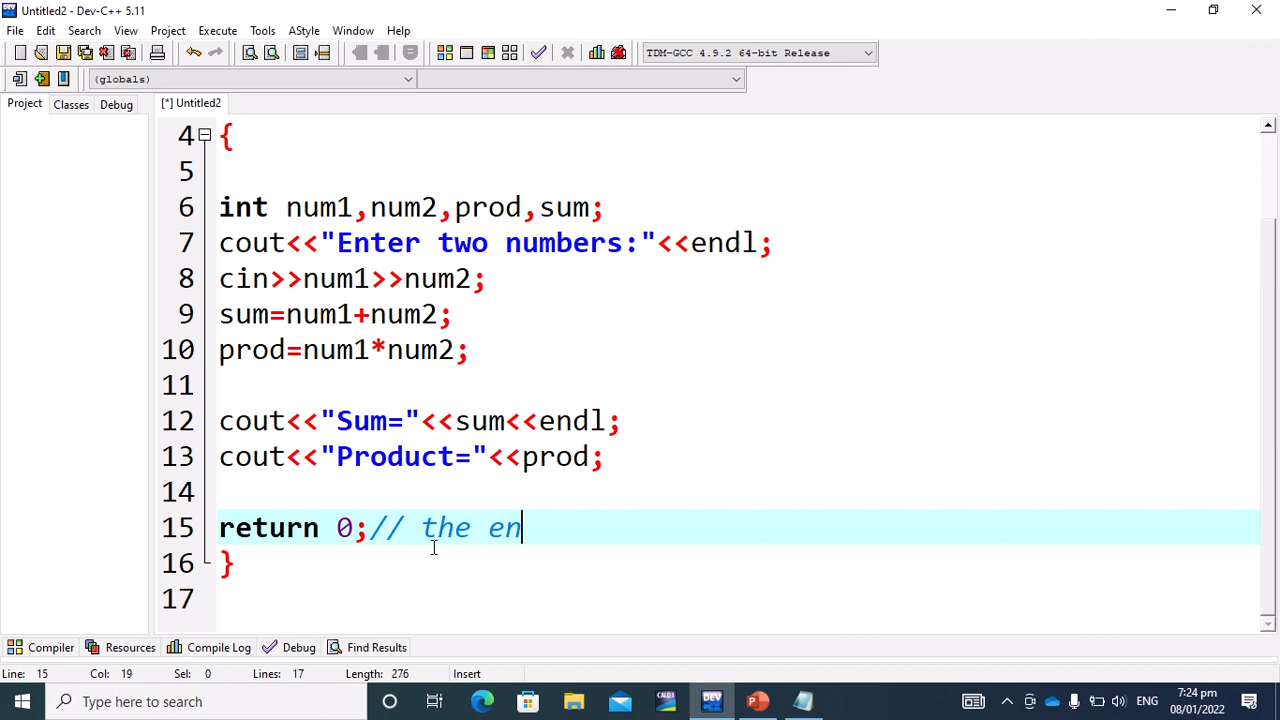 Untitled2 - Dev-C++ 5.11
File Edit Search View Project Execute Tools AStyle Window Help
TDM-GCC 4.9.2 64-bit Release
(globals)
Project Classes Debug [*] Untitled2
4 {
5
6 int num1,num2,prod,sum;
7 cout<<"Enter two numbers:"<<endl;
8 cin>>num1>>num2;
9 sum=num1+num2;
10 prod=num1*num2;
11
12 cout<<"Sum="<<sum<<endl;
13 cout<<"Product="<<prod;
14
15 return 0;// the en
16 }
17
Compiler Resources Compile Log Debug Find Results
Line: 15 Col: 19 Sel: 0 Lines: 17 Length: 276 Insert
Type here to search CALD3 DEV ENG 7:24 pm
08/01/2022